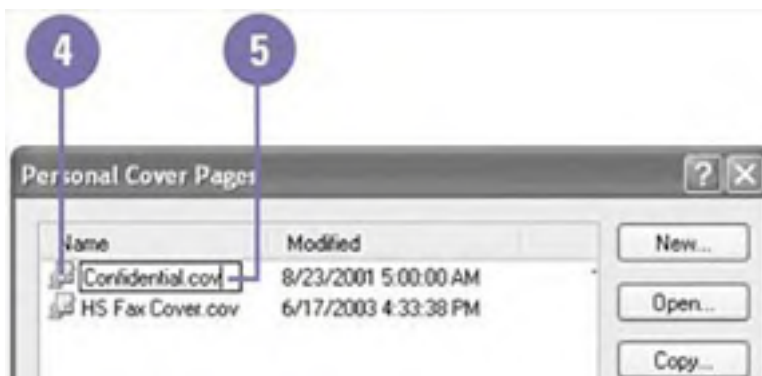 4 5
Personal Cover Pages
? X
Name Modified New...
Confidential.cov 8/23/2001 5:00:00 AM
HS Fax Cover.cov 6/17/2003 4:33:38 PM Open...
Copy...